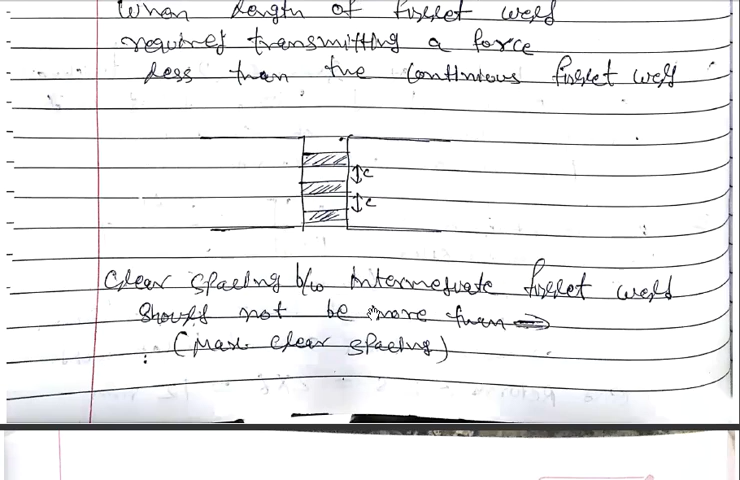 When length of fillet weld
required transmitting a force
less than the continious fillet weld
c
c
Clear spacing b/w intermediate fillet weld
should not be more than ⇒
(Max. clear spacing)